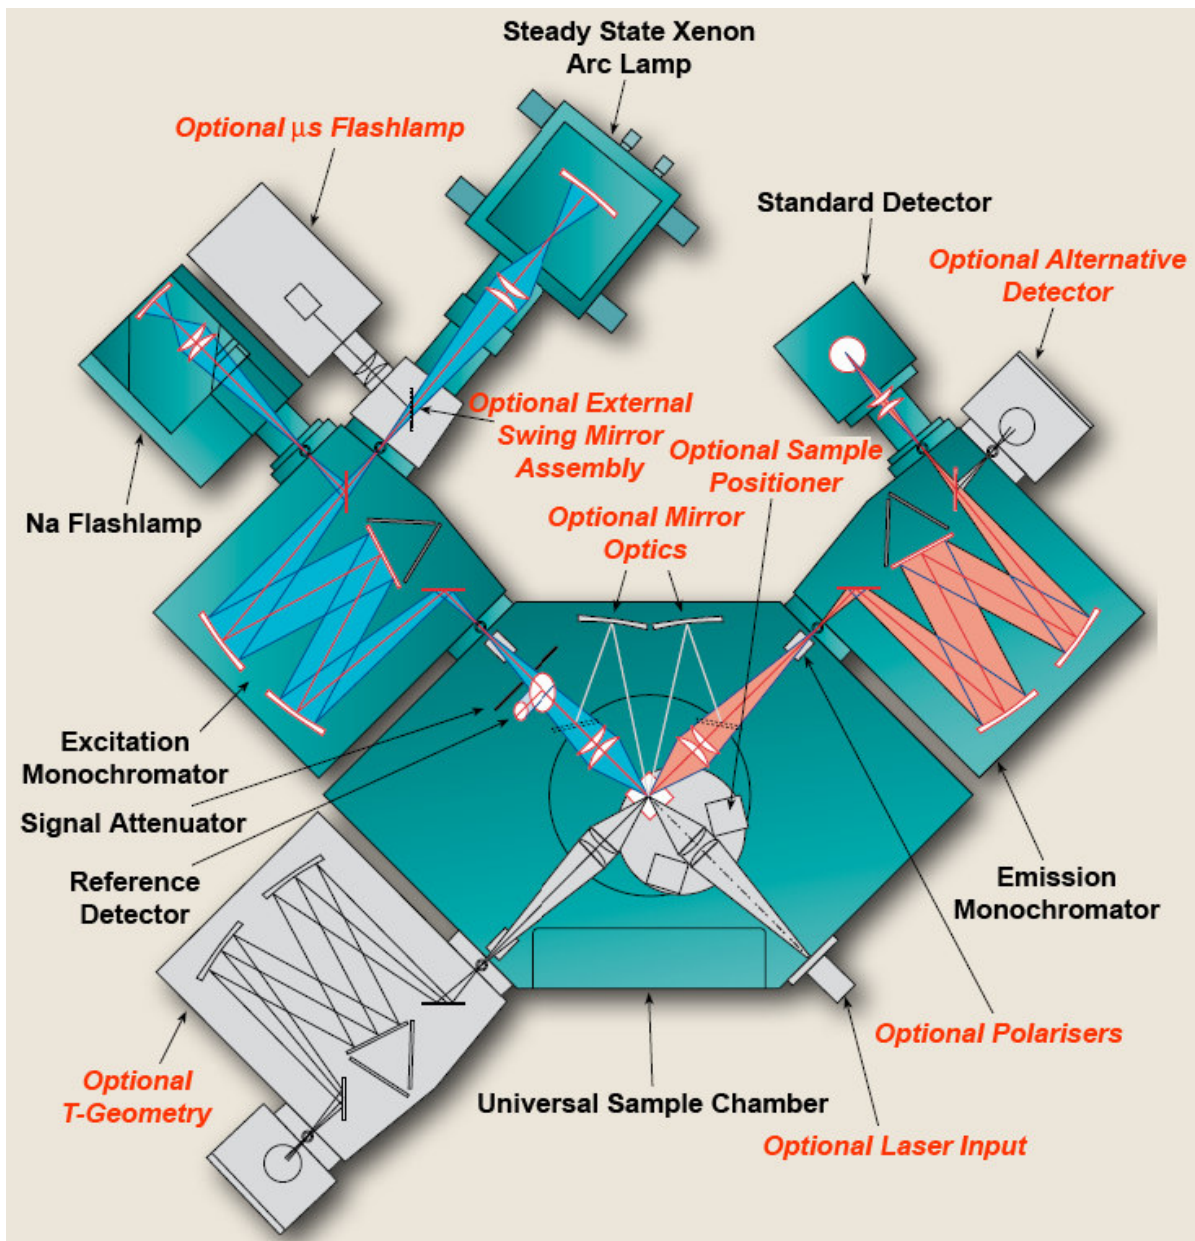 Steady State Xenon
Arc Lamp
Optional μs Flashlamp
Standard Detector
Optional Alternative
Detector
Optional External
Swing Mirror
Assembly
Optional Sample
Positioner
Na Flashlamp
Optional Mirror
Optics
Excitation
Monochromator
Signal Attenuator
Reference
Detector
Emission
Monochromator
Optional Polarisers
Optional
T-Geometry
Universal Sample Chamber
Optional Laser Input